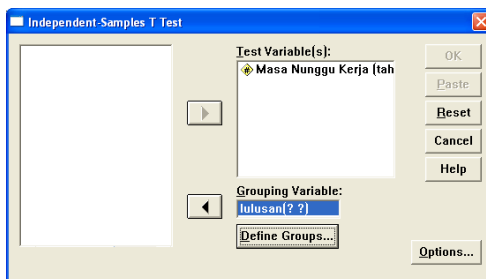 Independent-Samples T Test
Test Variable(s):
Masa Nunggu Kerja (tah
OK
Paste
Reset
Cancel
Help
Grouping Variable:
lulusan(? ?)
Define Groups...
Options...